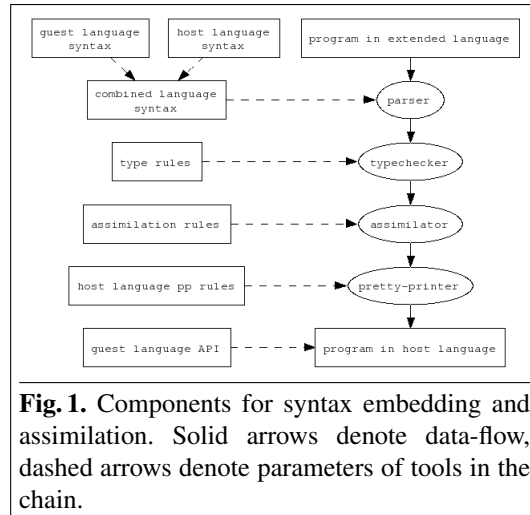 guest language
syntax
host language
syntax
program in extended language
combined language
syntax
parser
type rules
typechecker
assimilation rules
assimilator
host language pp rules
pretty-printer
guest language API
program in host language
Fig. 1. Components for syntax embedding and
assimilation. Solid arrows denote data-flow,
dashed arrows denote parameters of tools in the
chain.